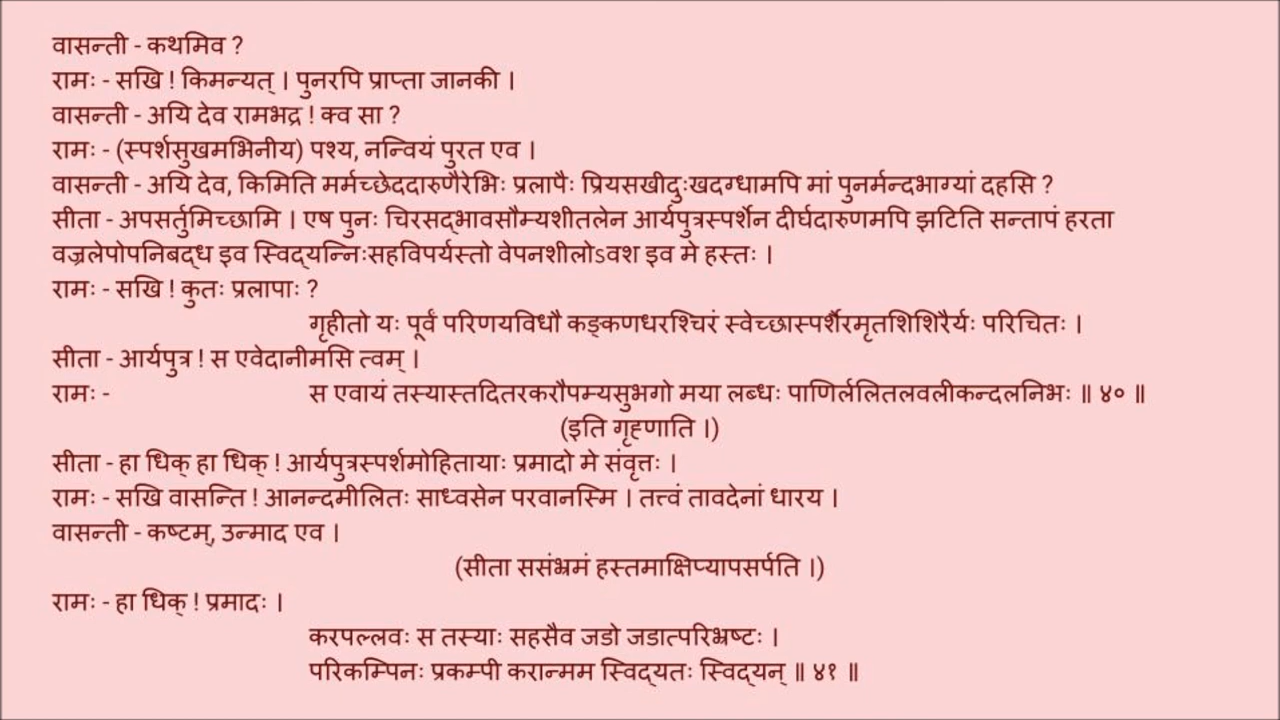 वासन्ती - कथमिव ?
रामः - सखि ! किमन्यत् । पुनरपि प्राप्ता जानकी ।
वासन्ती - अयि देव रामभद्र ! क्व सा ?
रामः - (स्पर्शसुखमभिनीय) पश्य, नन्वियं पुरत एव ।
वासन्ती - अयि देव, किमिति मर्मच्छेददारुणैरेभिः प्रलापैः प्रियसखीदुःखदग्धामपि मां पुनर्मन्दभाग्यां दहसि ?
सीता - अपसर्तुमिच्छामि । एष पुनः चिरसद्भावसौम्यशीतलेन आर्यपुत्रस्पर्शेन दीर्घदारुणमपि झटिति सन्तापं हरता
वज्रलेपोपनिबद्ध इव स्विद्यन्निःसहविपर्यस्तो वेपनशीलोऽवश इव मे हस्तः ।
रामः - सखि ! कुतः प्रलापाः ?
गृहीतो यः पूर्वं परिणयविधौ कङ्कणधरश्चिरं स्वेच्छास्पर्शैरमृतशिशिरैर्यः परिचितः ।
सीता - आर्यपुत्र ! स एवेदानीमसि त्वम् ।
रामः - स एवायं तस्यास्तदितरकरौपम्यसुभगो मया लब्धः पाणिर्ललितलवलीकन्दलनिभः ॥ ४० ॥
(इति गृह्णाति ।)
सीता - हा धिक् हा धिक् ! आर्यपुत्रस्पर्शमोहितायाः प्रमादो मे संवृत्तः ।
रामः - सखि वासन्ति ! आनन्दमीलितः साध्वसेन परवानस्मि । तत्त्वं तावदेनां धारय ।
वासन्ती - कष्टम्, उन्माद एव ।
(सीता ससंभ्रमं हस्तमाक्षिप्यापसर्पति ।)
रामः - हा धिक् ! प्रमादः ।
करपल्लवः स तस्याः सहसैव जडो जडात्परिभ्रष्टः ।
परिकम्पिनः प्रकम्पी करान्मम स्विद्यतः स्विद्यन् ॥ ४१ ॥